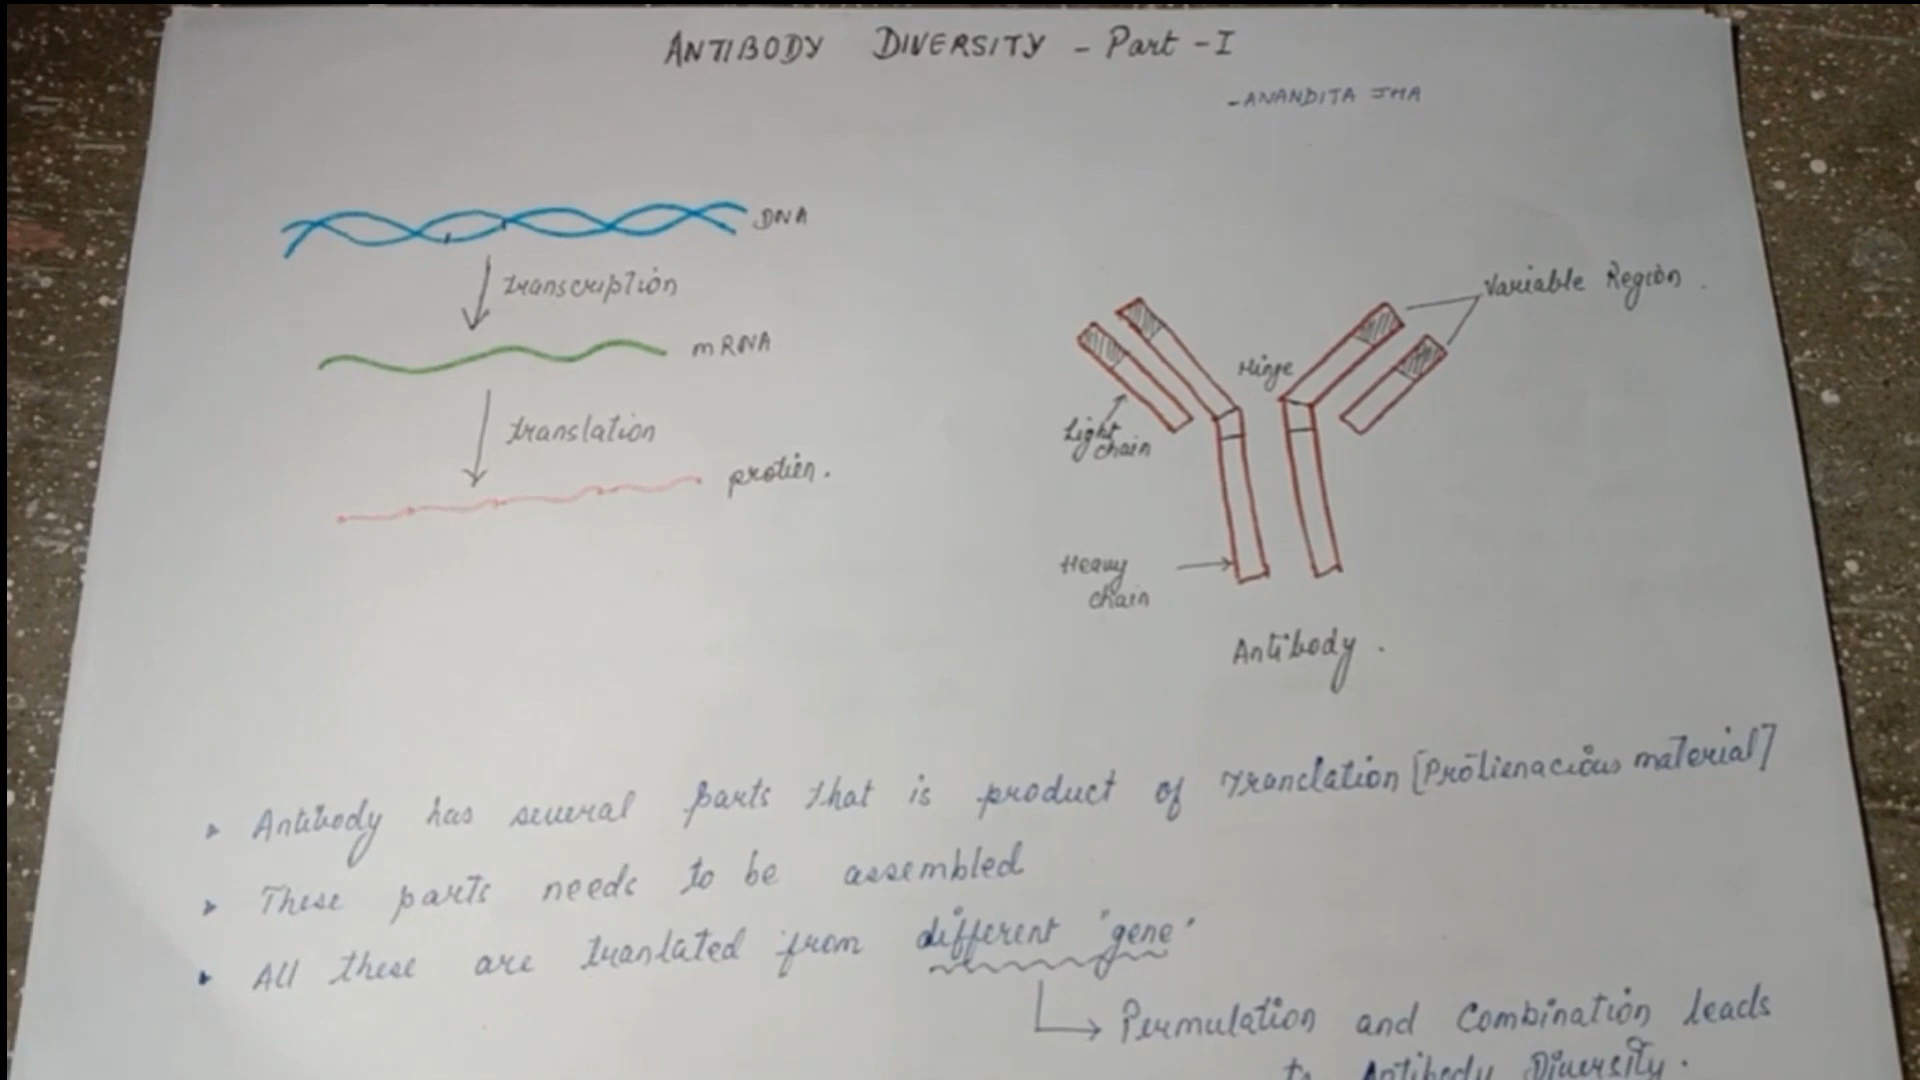 ANTIBODY DIVERSITY - Part - I
- ANANDITA JHA
DNA
transcription
mRNA
translation
protien.
Variable Region.
Hinge
Light chain
Heavy chain
Antibody.
Antibody has several parts that is product of Tranclation [Protienacious material]
These parts needs to be assembled
All these are tranlated from different "gene"
Permulation and Combination leads
to Antibody Diversity.